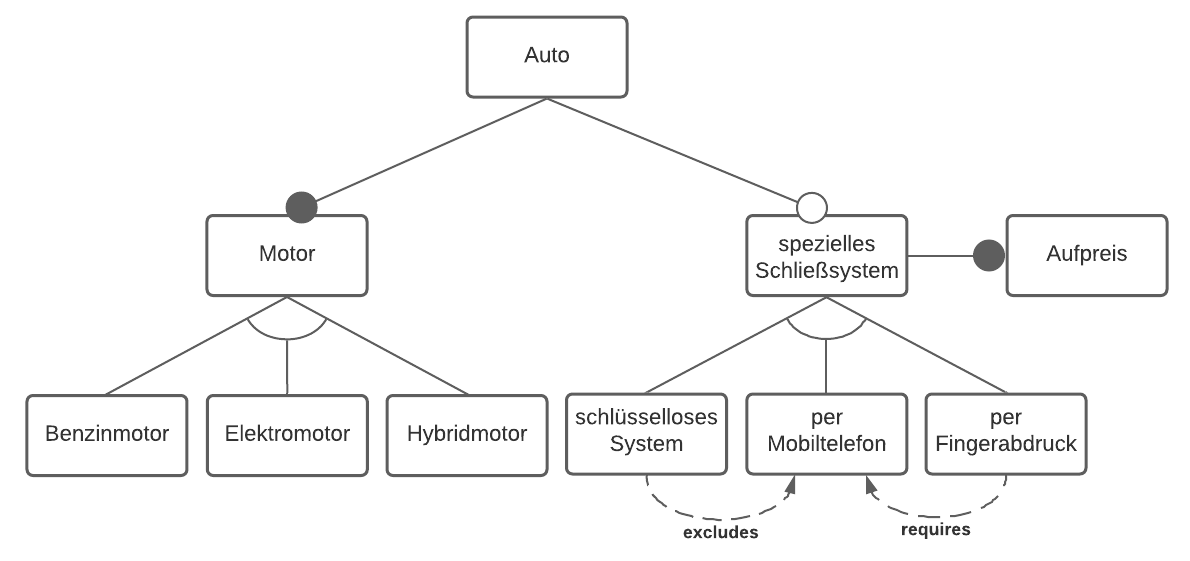 Auto
Motor
spezielles
Schließsystem
Aufpreis
Benzinmotor
Elektromotor
Hybridmotor
schlüsselloses
System
per
Mobiltelefon
per
Fingerabdruck
excludes
requires